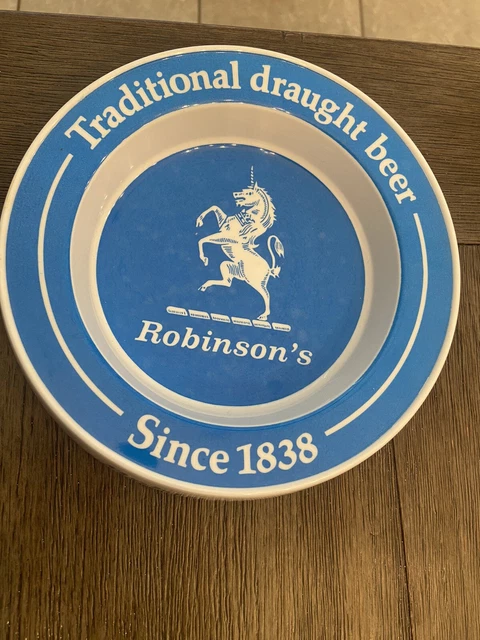 Traditional draught beer
Robinson's
Since 1838